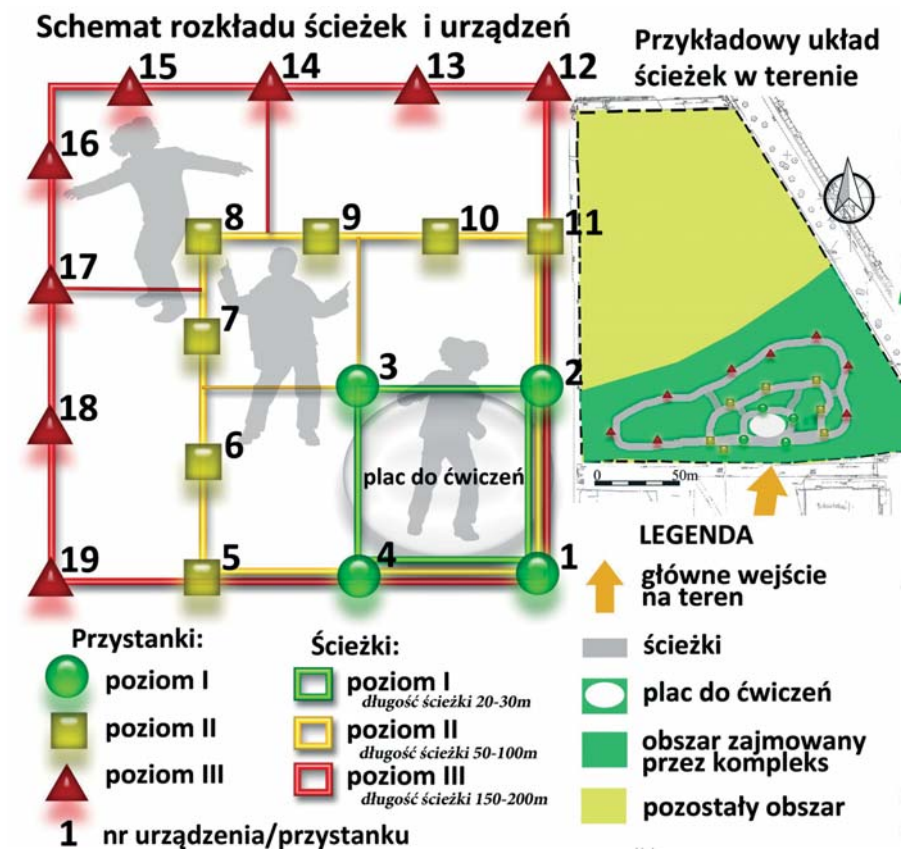 Schemat rozkładu ścieżek i urządzeń
15
14
13
12
16
8
9
10
11
17
7
3
2
18
6
plac do ćwiczeń
19
5
4
1
Przystanki:
poziom I
poziom II
poziom III
1 nr urządzenia/przystanku
Ścieżki:
poziom I
długość ścieżki 20-30m
poziom II
długość ścieżki 50-100m
poziom III
długość ścieżki 150-200m
Przykładowy układ
ścieżek w terenie
0 50m
LEGENDA
główne wejście
na teren
ścieżki
plac do ćwiczeń
obszar zajmowany
przez kompleks
pozostały obszar